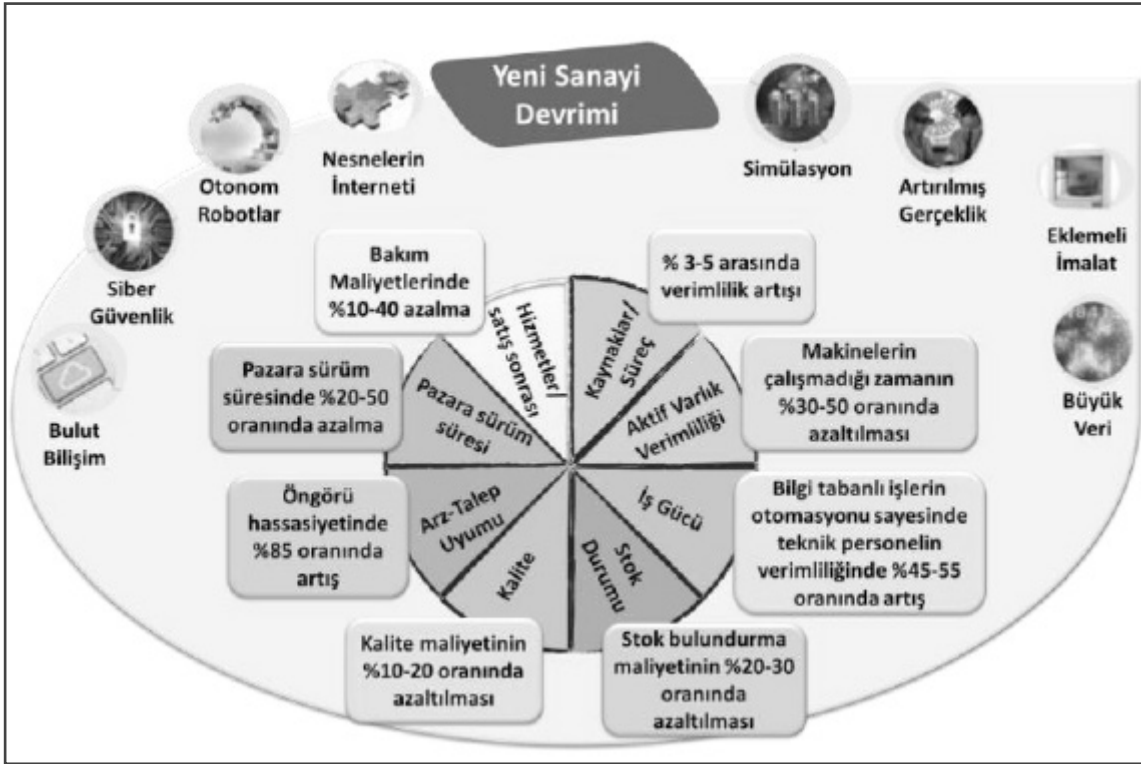 Yeni Sanayi
Devrimi
Nesnelerin
İnterneti
Otonom
Robotlar
Siber
Güvenlik
Bulut
Bilişim
Simülasyon
Artırılmış
Gerçeklik
Eklemeli
İmalat
Büyük
Veri
Bakım
Maliyetlerinde
%10-40 azalma
% 3-5 arasında
verimlilik artışı
Pazara sürüm
süresinde %20-50
oranında azalma
Makinelerin
çalışmadığı zamanın
%30-50 oranında
azaltılması
Öngörü
hassasiyetinde
%85 oranında
artış
Bilgi tabanlı işlerin
otomasyonu sayesinde
teknik personelin
verimliliğinde %45-55
oranında artış
Kalite maliyetinin
%10-20 oranında
azaltılması
Stok bulundurma
maliyetinin %20-30
oranında
azaltılması
Hizmetler/
satış sonrası
Kaynaklar/
Süreç
Aktif Varlık
Verimliliği
İş Gücü
Stok
Durumu
Kalite
Arz-Talep
Uyumu
Pazara sürüm
süresi